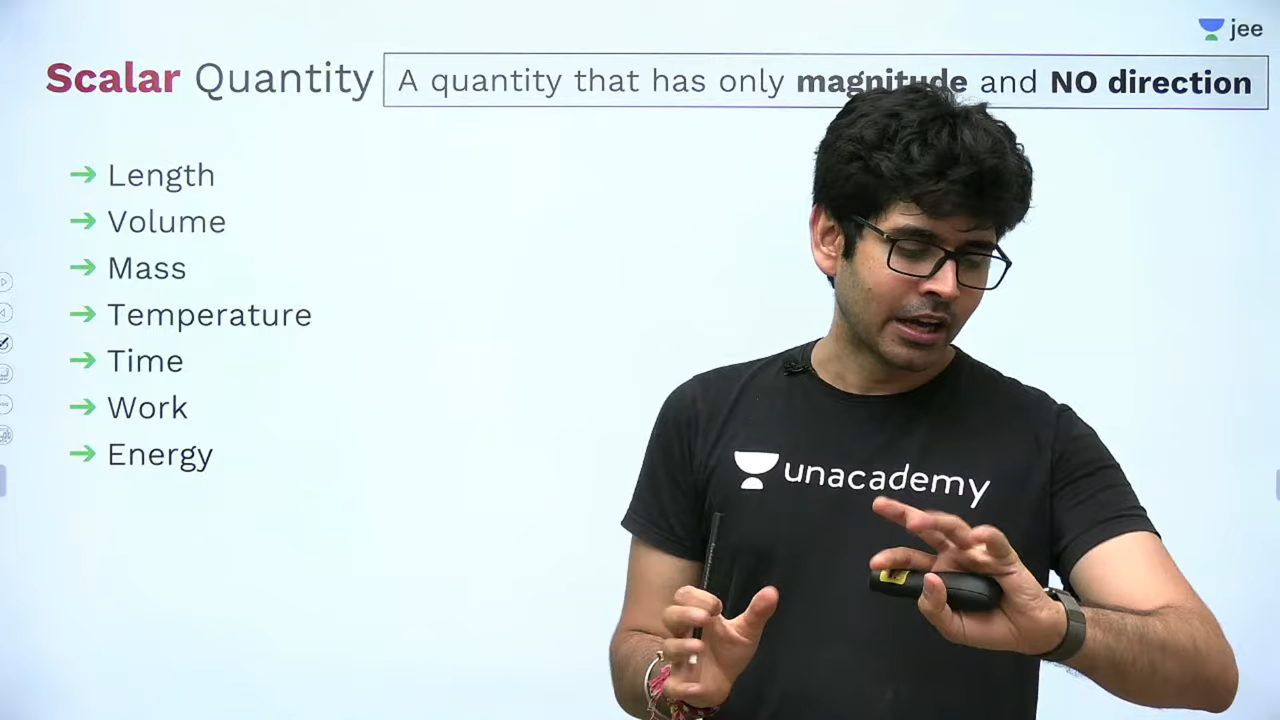 jee
Scalar Quantity
A quantity that has only magnitude and NO direction
➔ Length
➔ Volume
➔ Mass
➔ Temperature
➔ Time
➔ Work
➔ Energy
unacademy